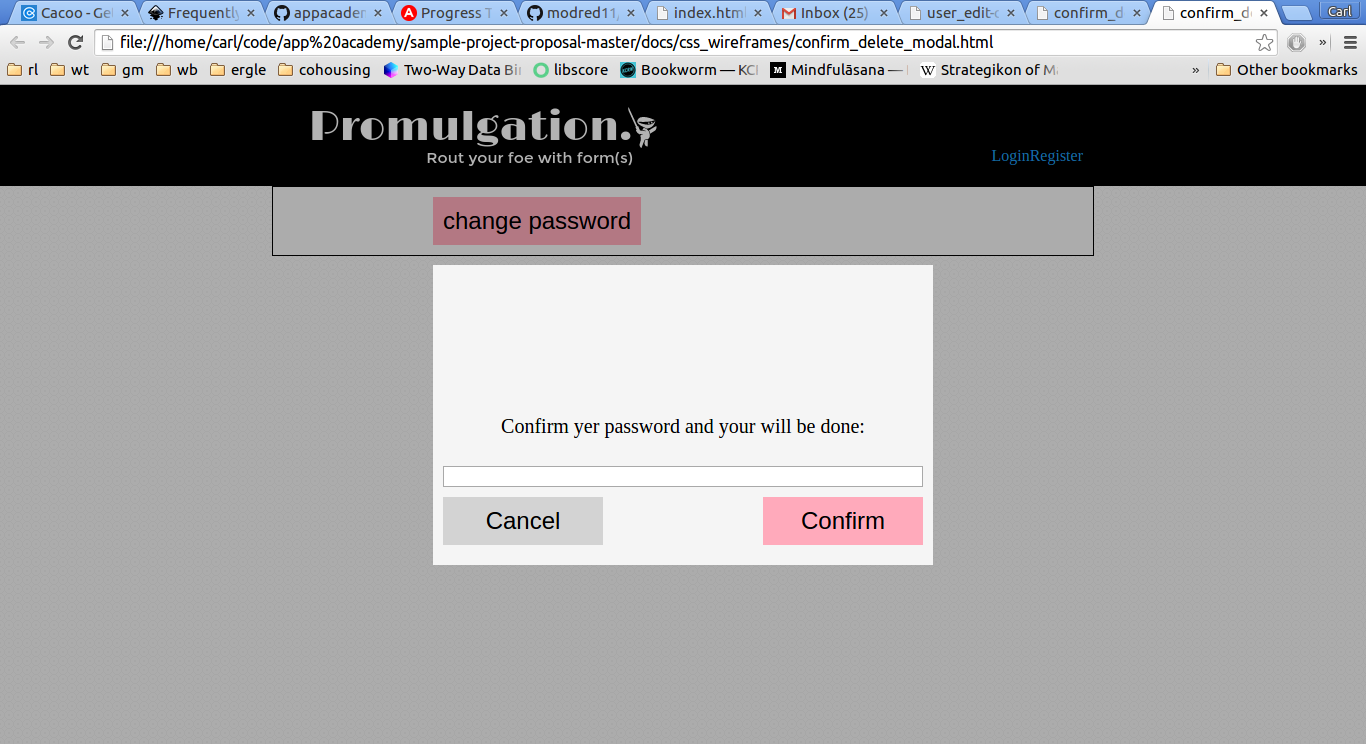 Cacoo - Ge
Frequently
appacader
Progress T
modred11,
index.html
Inbox (25)
user_edit-
confirm_d
confirm_d
Carl
file:///home/carl/code/app%20academy/sample-project-proposal-master/docs/css_wireframes/confirm_delete_modal.html
»
rl
wt
gm
wb
ergle
cohousing
Two-Way Data Bi
libscore
Bookworm — KCI
Mindfulāsana —
Strategikon of Ma
»
Other bookmarks
Promulgation.
Rout your foe with form(s)
LoginRegister
change password
Confirm yer password and your will be done:
Cancel
Confirm